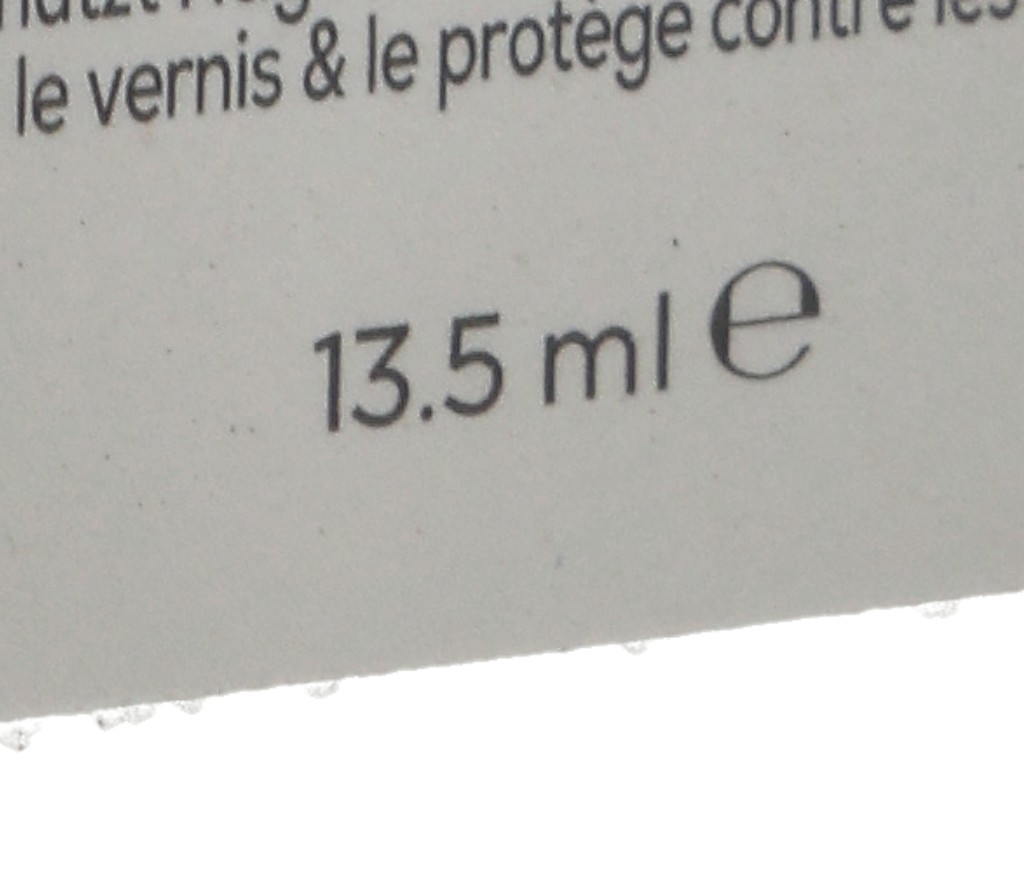 le vernis & le protège contre les
13.5 ml ℮